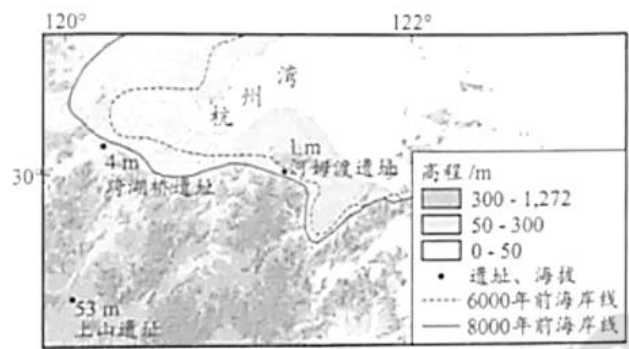 120°
122°
杭州湾
1 m
河姆渡遗址
4 m
跨湖桥遗址
30°
53 m
上山遗址
高程 /m
300 - 1,272
50 - 300
0 - 50
遗址、海拔
6000年前海岸线
8000年前海岸线